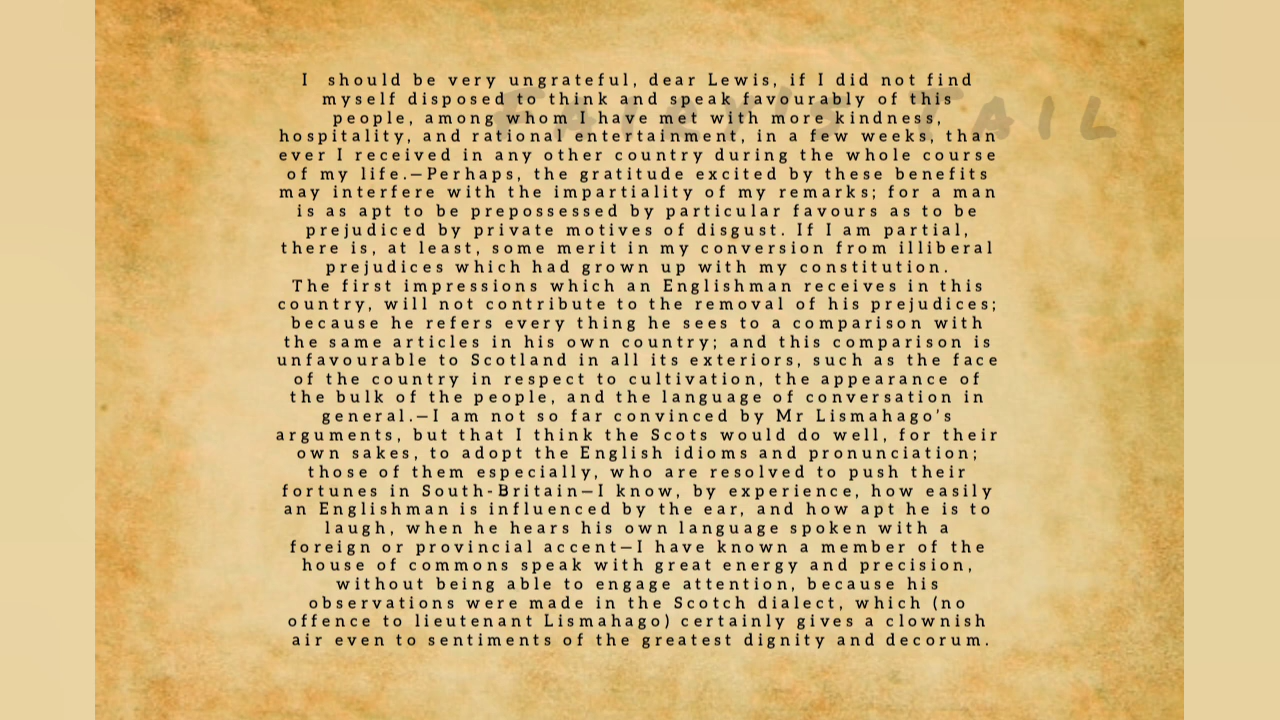 I should be very ungrateful, dear Lewis, if I did not find
myself disposed to think and speak favourably of this
people, among whom I have met with more kindness,
hospitality, and rational entertainment, in a few weeks, than
ever I received in any other country during the whole course
of my life.—Perhaps, the gratitude excited by these benefits
may interfere with the impartiality of my remarks; for a man
is as apt to be prepossessed by particular favours as to be
prejudiced by private motives of disgust. If I am partial,
there is, at least, some merit in my conversion from illiberal
prejudices which had grown up with my constitution.
The first impressions which an Englishman receives in this
country, will not contribute to the removal of his prejudices;
because he refers every thing he sees to a comparison with
the same articles in his own country; and this comparison is
unfavourable to Scotland in all its exteriors, such as the face
of the country in respect to cultivation, the appearance of
the bulk of the people, and the language of conversation in
general.—I am not so far convinced by Mr Lismahago's
arguments, but that I think the Scots would do well, for their
own sakes, to adopt the English idioms and pronunciation;
those of them especially, who are resolved to push their
fortunes in South-Britain—I know, by experience, how easily
an Englishman is influenced by the ear, and how apt he is to
laugh, when he hears his own language spoken with a
foreign or provincial accent—I have known a member of the
house of commons speak with great energy and precision,
without being able to engage attention, because his
observations were made in the Scotch dialect, which (no
offence to lieutenant Lismahago) certainly gives a clownish
air even to sentiments of the greatest dignity and decorum.
TAIL